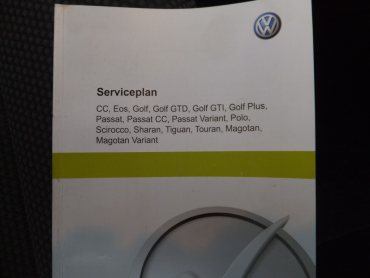 Serviceplan
CC, Eos, Golf, Golf GTD, Golf GTI, Golf Plus,
Passat, Passat CC, Passat Variant, Polo,
Scirocco, Sharan, Tiguan, Touran, Magotan,
Magotan Variant